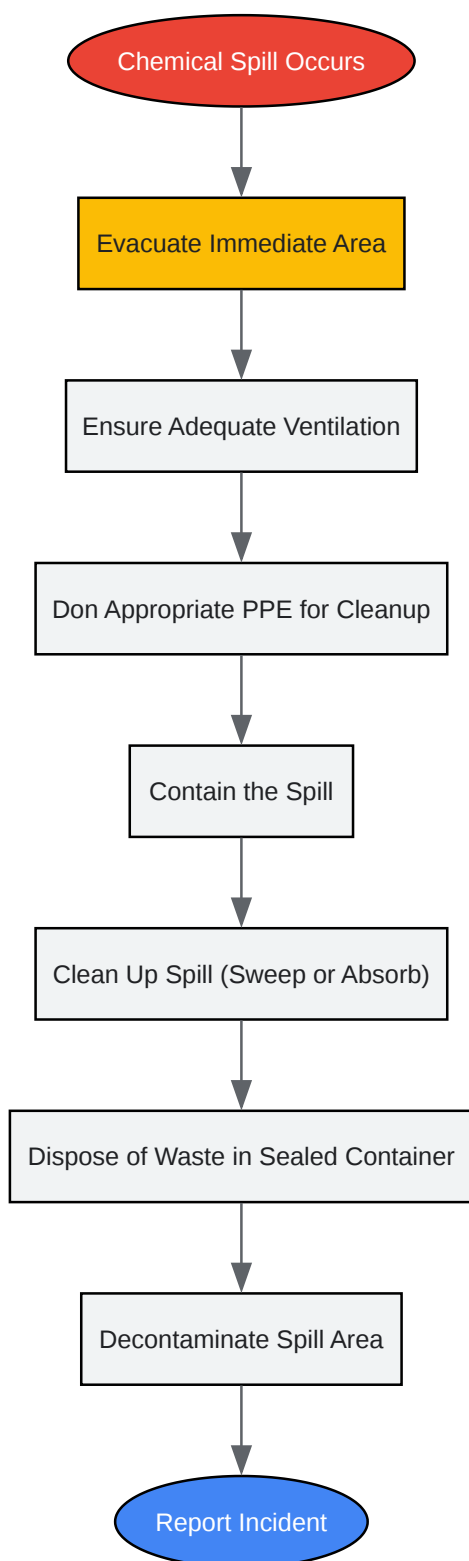 Chemical Spill Occurs
Evacuate Immediate Area
Ensure Adequate Ventilation
Don Appropriate PPE for Cleanup
Contain the Spill
Clean Up Spill (Sweep or Absorb)
Dispose of Waste in Sealed Container
Decontaminate Spill Area
Report Incident